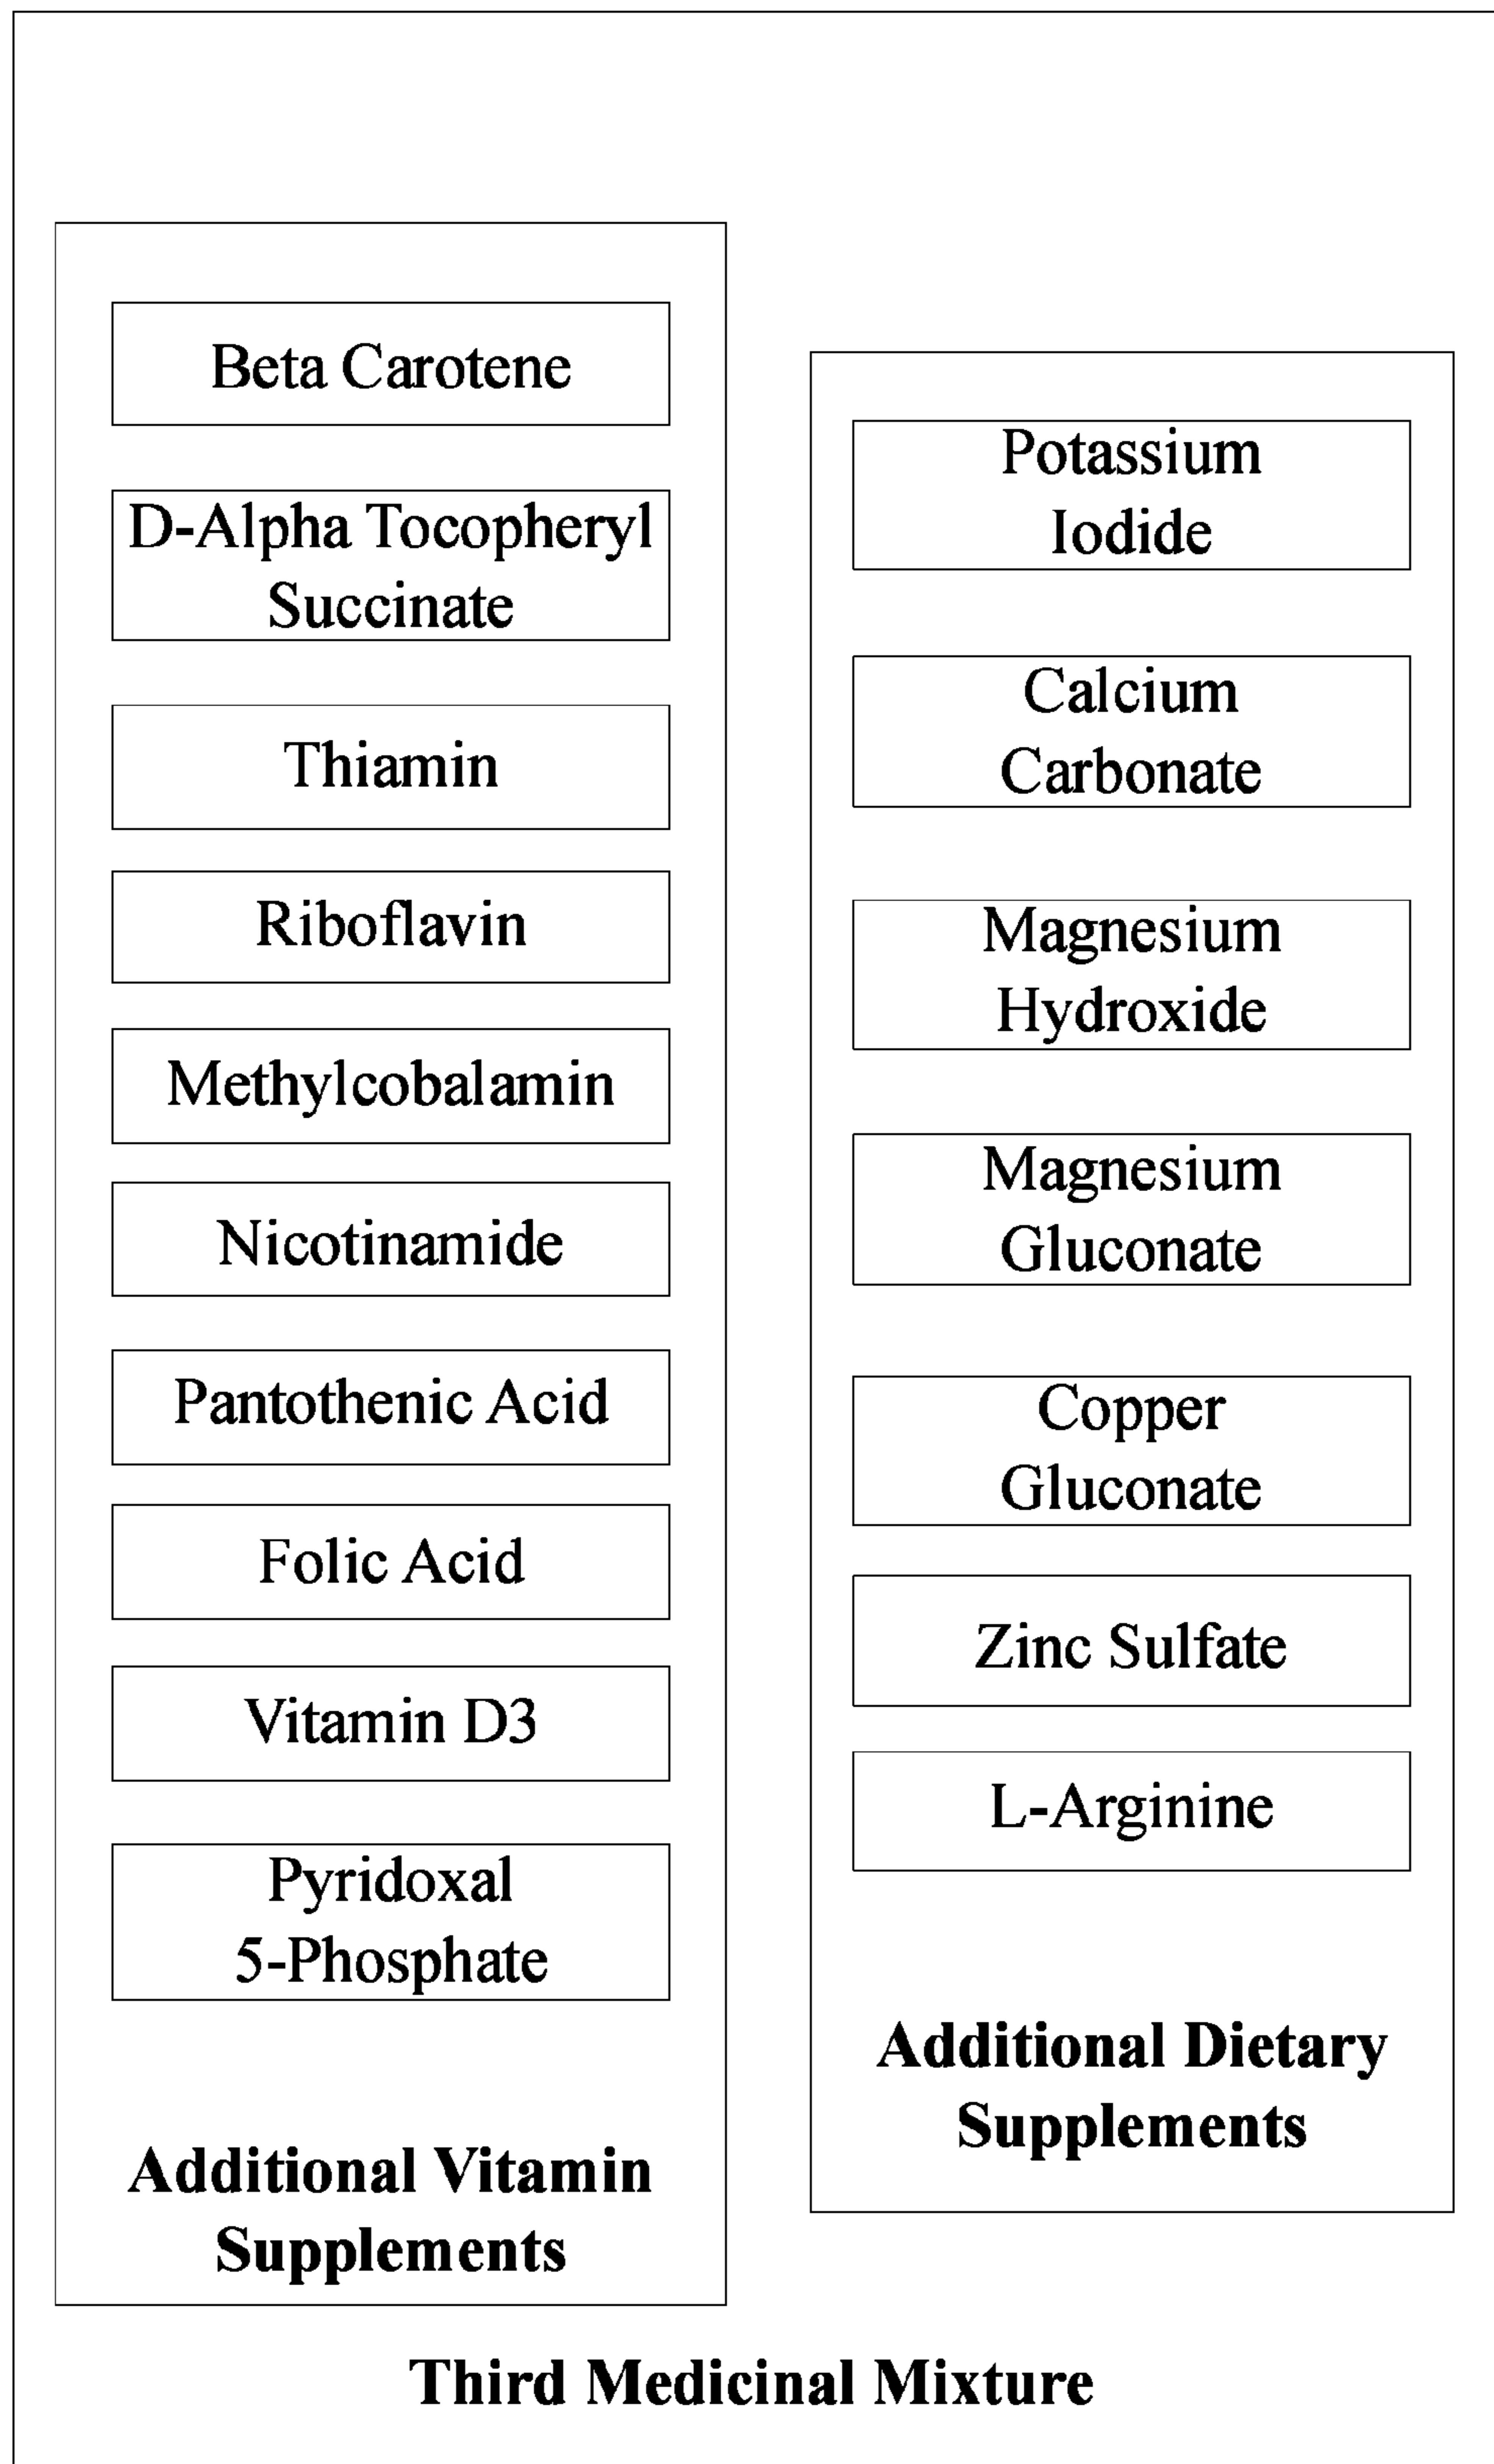 Beta Carotene
D-Alpha Tocopheryl
Succinate
Thiamin
Riboflavin
Methylcobalamin
Nicotinamide
Pantothenic Acid
Folic Acid
Vitamin D3
Pyridoxal
5-Phosphate
Additional Vitamin
Supplements
Potassium
Iodide
Calcium
Carbonate
Magnesium
Hydroxide
Magnesium
Gluconate
Copper
Gluconate
Zinc Sulfate
L-Arginine
Additional Dietary
Supplements
Third Medicinal Mixture